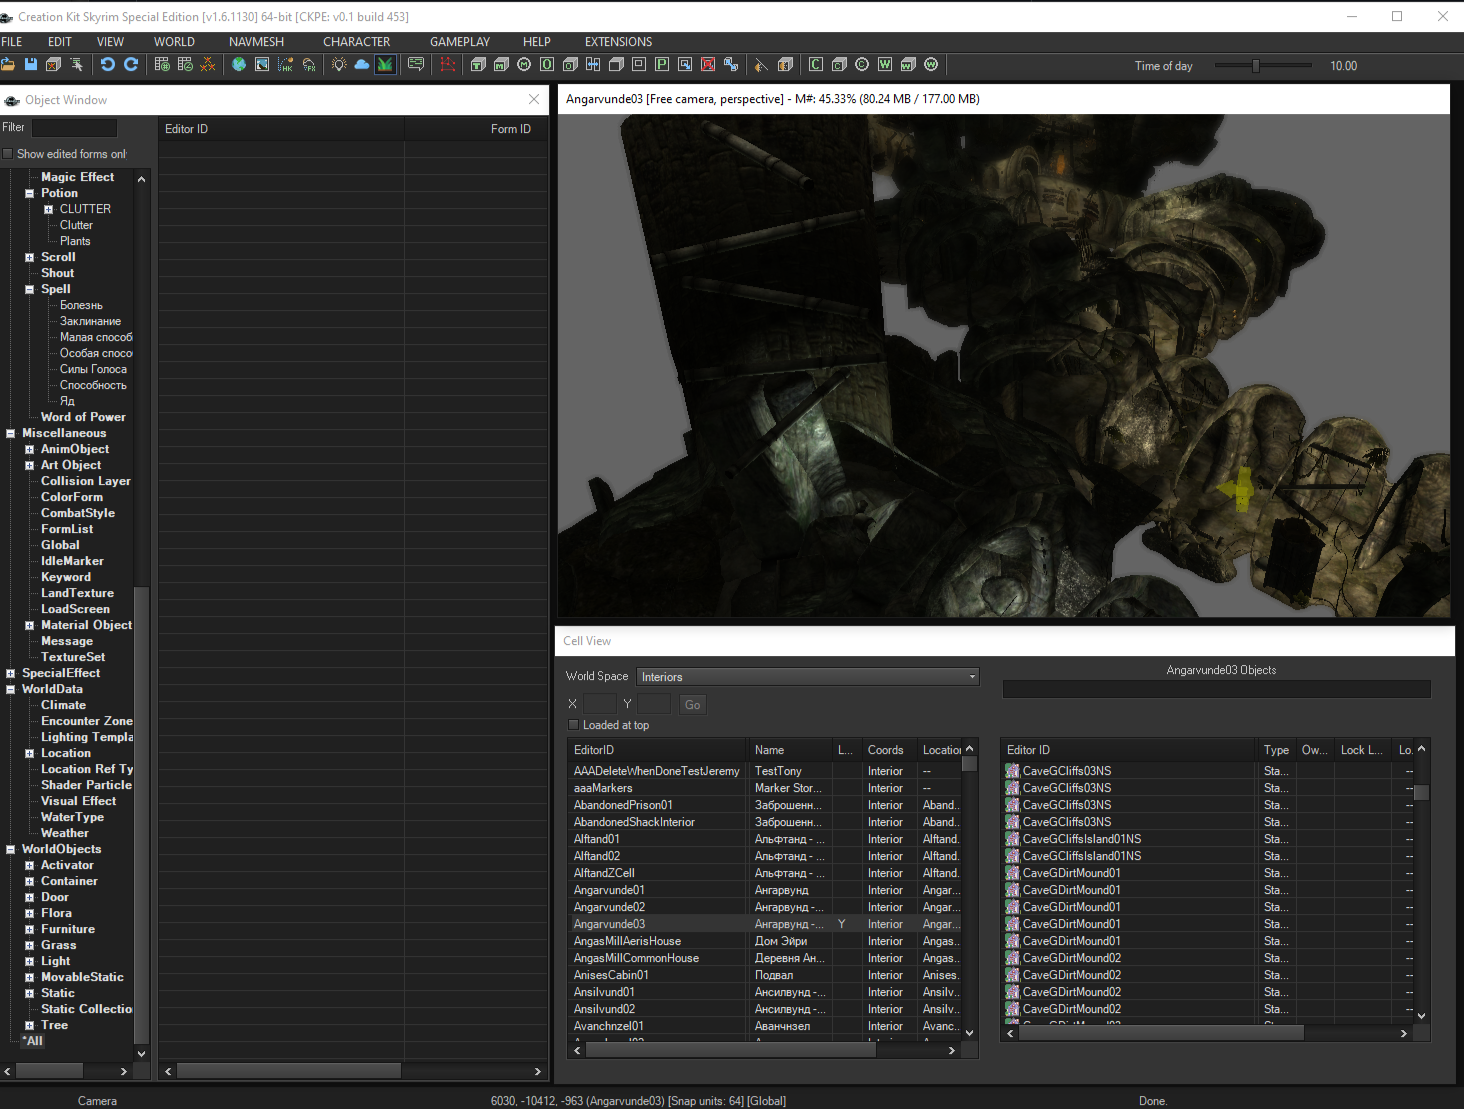 Creation Kit Skyrim Special Edition [v1.6.1130] 64-bit [CKPE: v0.1 build 453]
FILE EDIT VIEW WORLD NAVMESH CHARACTER GAMEPLAY HELP EXTENSIONS
Time of day 10.00
Object Window
Filter
Show edited forms only
Editor ID Form ID
Magic Effect
Potion
CLUTTER
Clutter
Plants
Scroll
Shout
Spell
Болезнь
Заклинание
Малая способ
Особая спосо
Силы Голоса
Способность
Яд
Word of Power
Miscellaneous
AnimObject
Art Object
Collision Layer
ColorForm
CombatStyle
FormList
Global
IdleMarker
Keyword
LandTexture
LoadScreen
Material Object
Message
TextureSet
SpecialEffect
WorldData
Climate
Encounter Zone
Lighting Templa
Location
Location Ref Ty
Shader Particle
Visual Effect
WaterType
Weather
WorldObjects
Activator
Container
Door
Flora
Furniture
Grass
Light
MovableStatic
Static
Static Collectio
Tree
*All
Angarvunde03 [Free camera, perspective] - M#: 45.33% (80.24 MB / 177.00 MB)
Cell View
World Space Interiors
X Y Go
Loaded at top
EditorID Name L... Coords Location
AAADeleteWhenDoneTestJeremy TestTony Interior --
aaaMarkers Marker Stor... Interior --
AbandonedPrison01 Заброшенн... Interior Aband...
AbandonedShackInterior Заброшенн... Interior Aband...
Alftand01 Альфтанд - ... Interior Alftand...
Alftand02 Альфтанд - ... Interior Alftand...
AlftandZCell Альфтанд - ... Interior Alftand...
Angarvunde01 Ангарвунд Interior Angar...
Angarvunde02 Ангарвунд -... Interior Angar...
Angarvunde03 Ангарвунд -... Y Interior Angar...
AngasMillAerisHouse Дом Эйри Interior Angas...
AngasMillCommonHouse Деревня Ан... Interior Angas...
AnisesCabin01 Подвал Interior Anises...
Ansilvund01 Ансилвунд -... Interior Ansilv...
Ansilvund02 Ансилвунд -... Interior Ansilv...
Avanchnzel01 Аванчнзел Interior Avanc...
Angarvunde03 Objects
Editor ID Type Ow... Lock L... Lo
CaveGCliffs03NS Sta... --
CaveGCliffs03NS Sta... --
CaveGCliffs03NS Sta... --
CaveGCliffs03NS Sta... --
CaveGCliffsIsland01NS Sta... --
CaveGCliffsIsland01NS Sta... --
CaveGDirtMound01 Sta... --
CaveGDirtMound01 Sta... --
CaveGDirtMound01 Sta... --
CaveGDirtMound01 Sta... --
CaveGDirtMound01 Sta... --
CaveGDirtMound02 Sta... --
CaveGDirtMound02 Sta... --
CaveGDirtMound02 Sta... --
CaveGDirtMound02 Sta... --
Camera 6030, -10412, -963 (Angarvunde03) [Snap units: 64] [Global] Done.